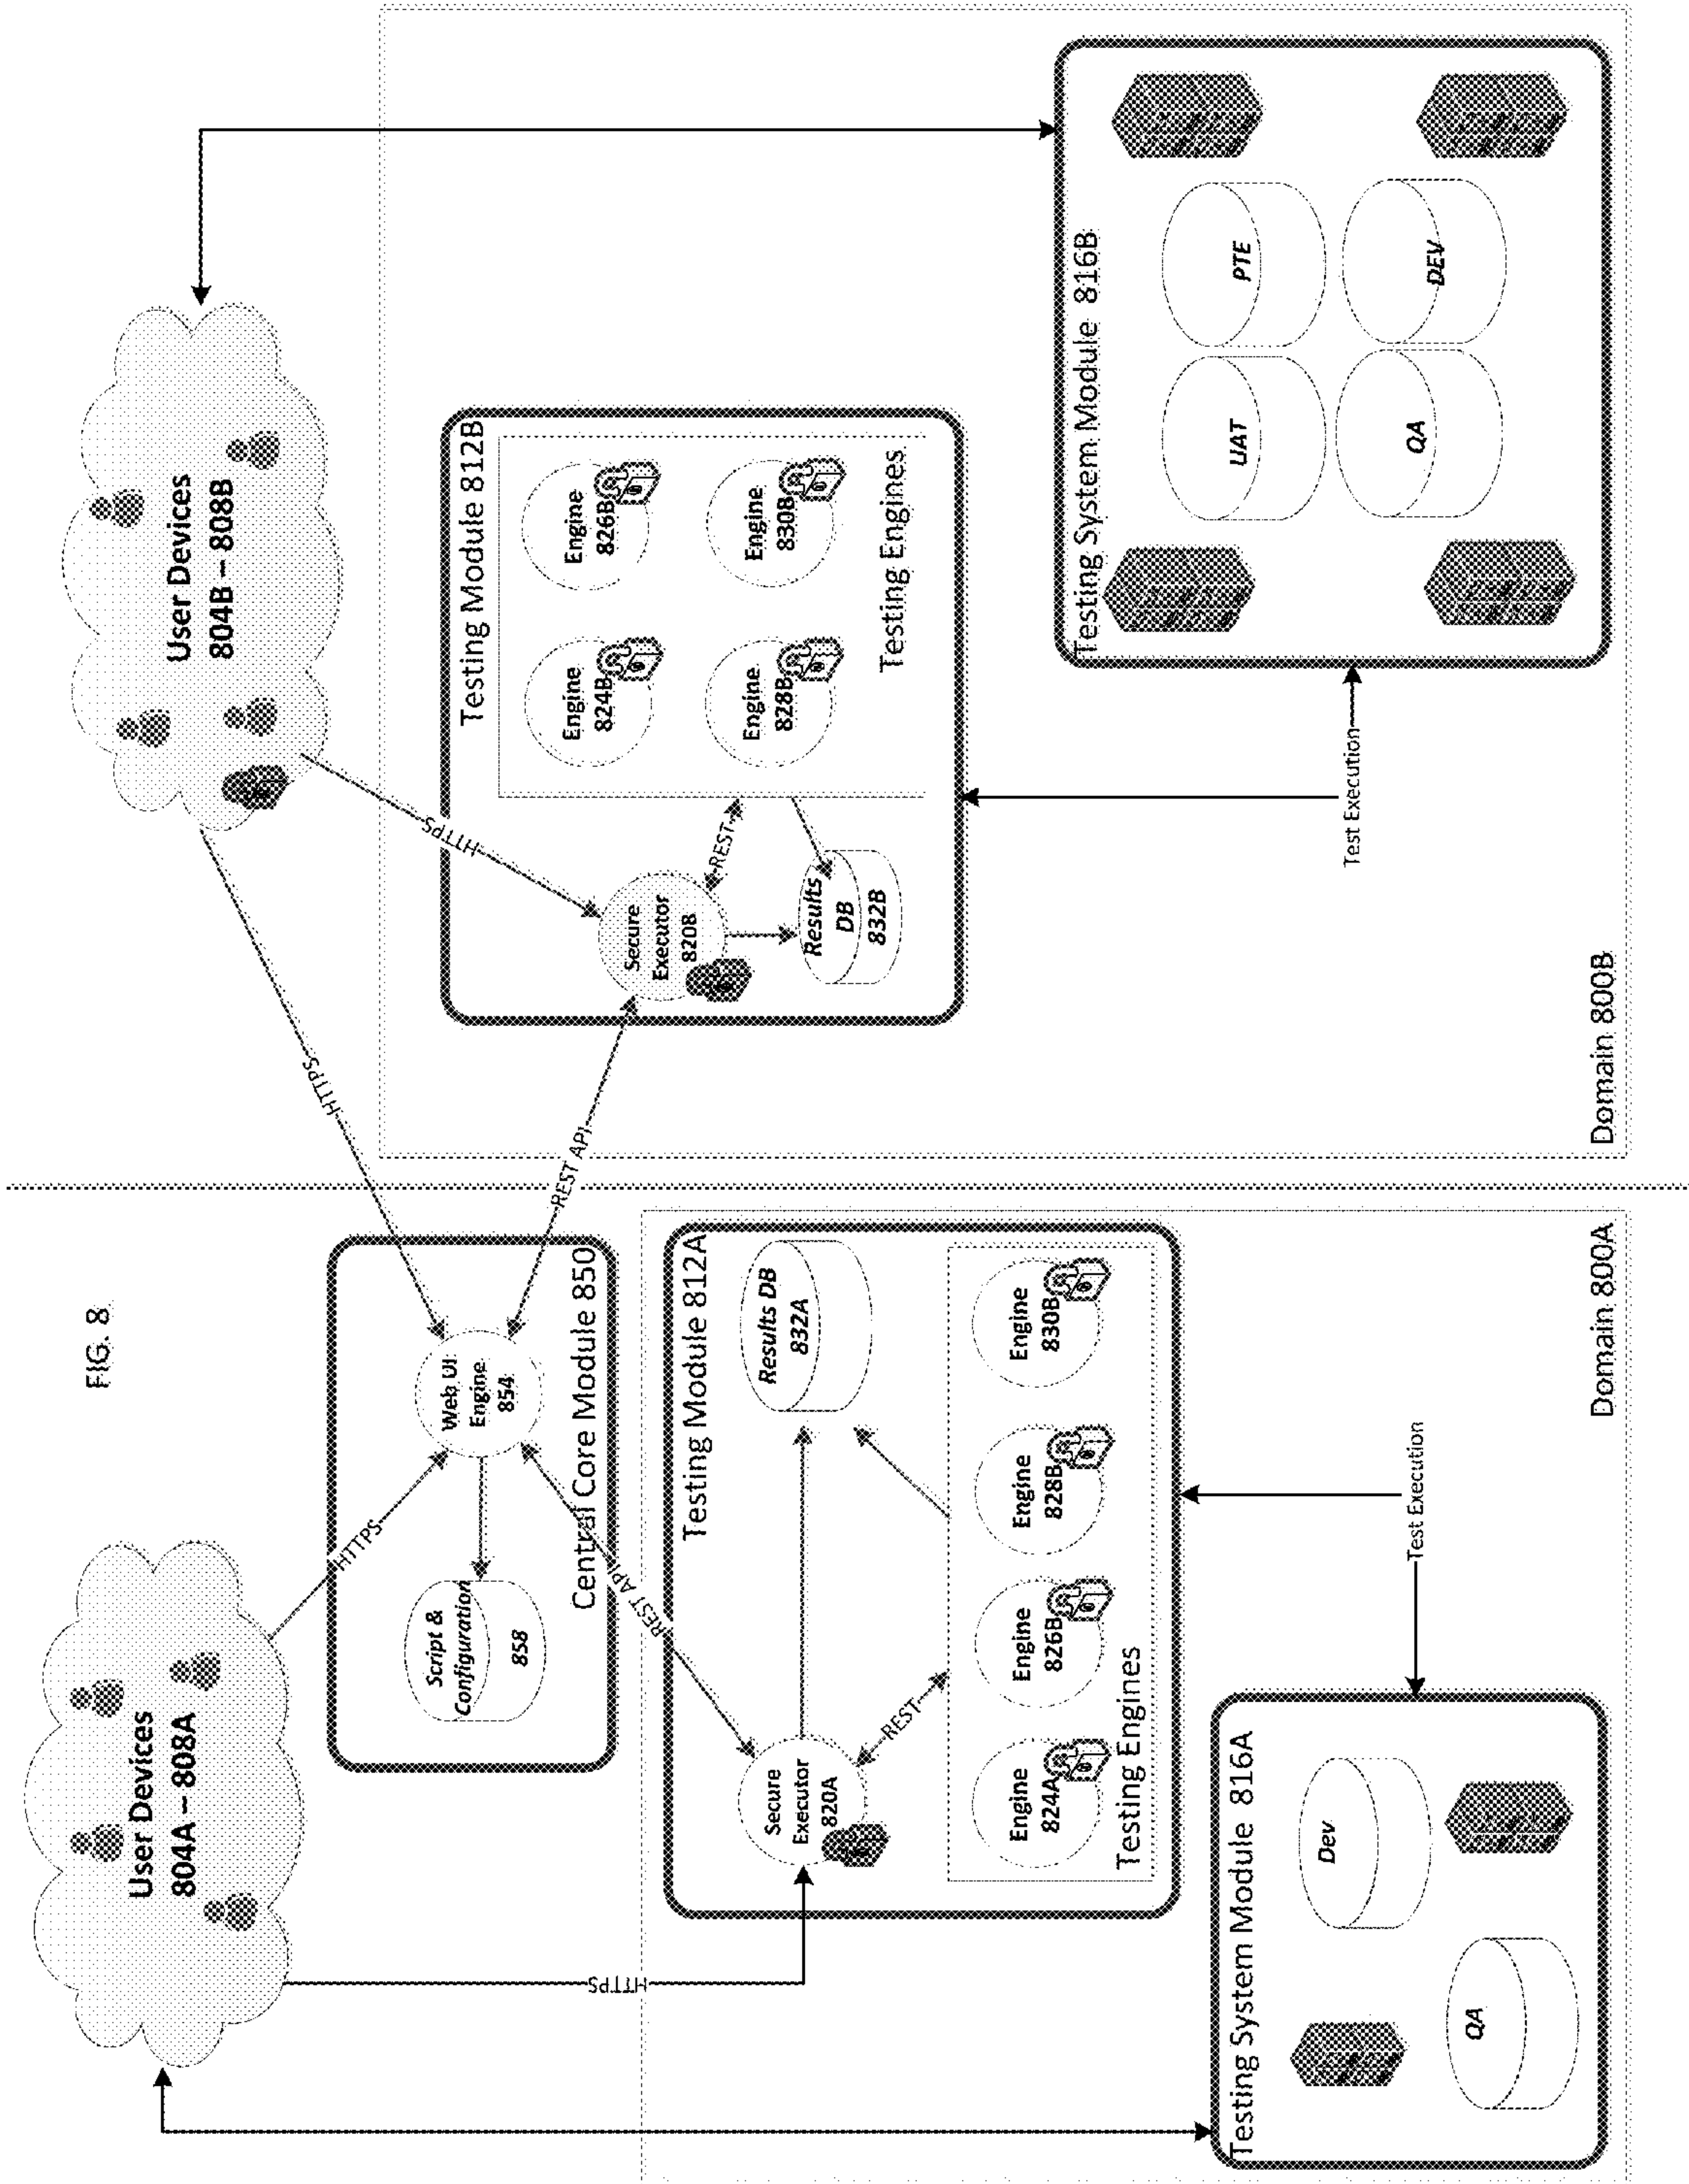 FIG. 8
User Devices
804A – 808A
HTTPS
HTTPS
Web UI
Engine
854
Script &
Configuration
858
Central Core Module 850
REST API
Testing Module 812A
Secure
Executor
820A
Results DB
832A
REST
Engine
824A
Engine
826B
Engine
828B
Engine
830B
Testing Engines
Testing System Module 816A
Dev
QA
Test Execution
Domain 800A
User Devices
804B – 808B
HTTPS
HTTPS
REST API
Testing Module 812B
Secure
Executor
820B
REST
Results
DB
832B
Engine
824B
Engine
826B
Engine
828B
Engine
830B
Testing Engines
Testing System Module 816B
UAT
PTE
QA
DEV
Test Execution
Domain 800B